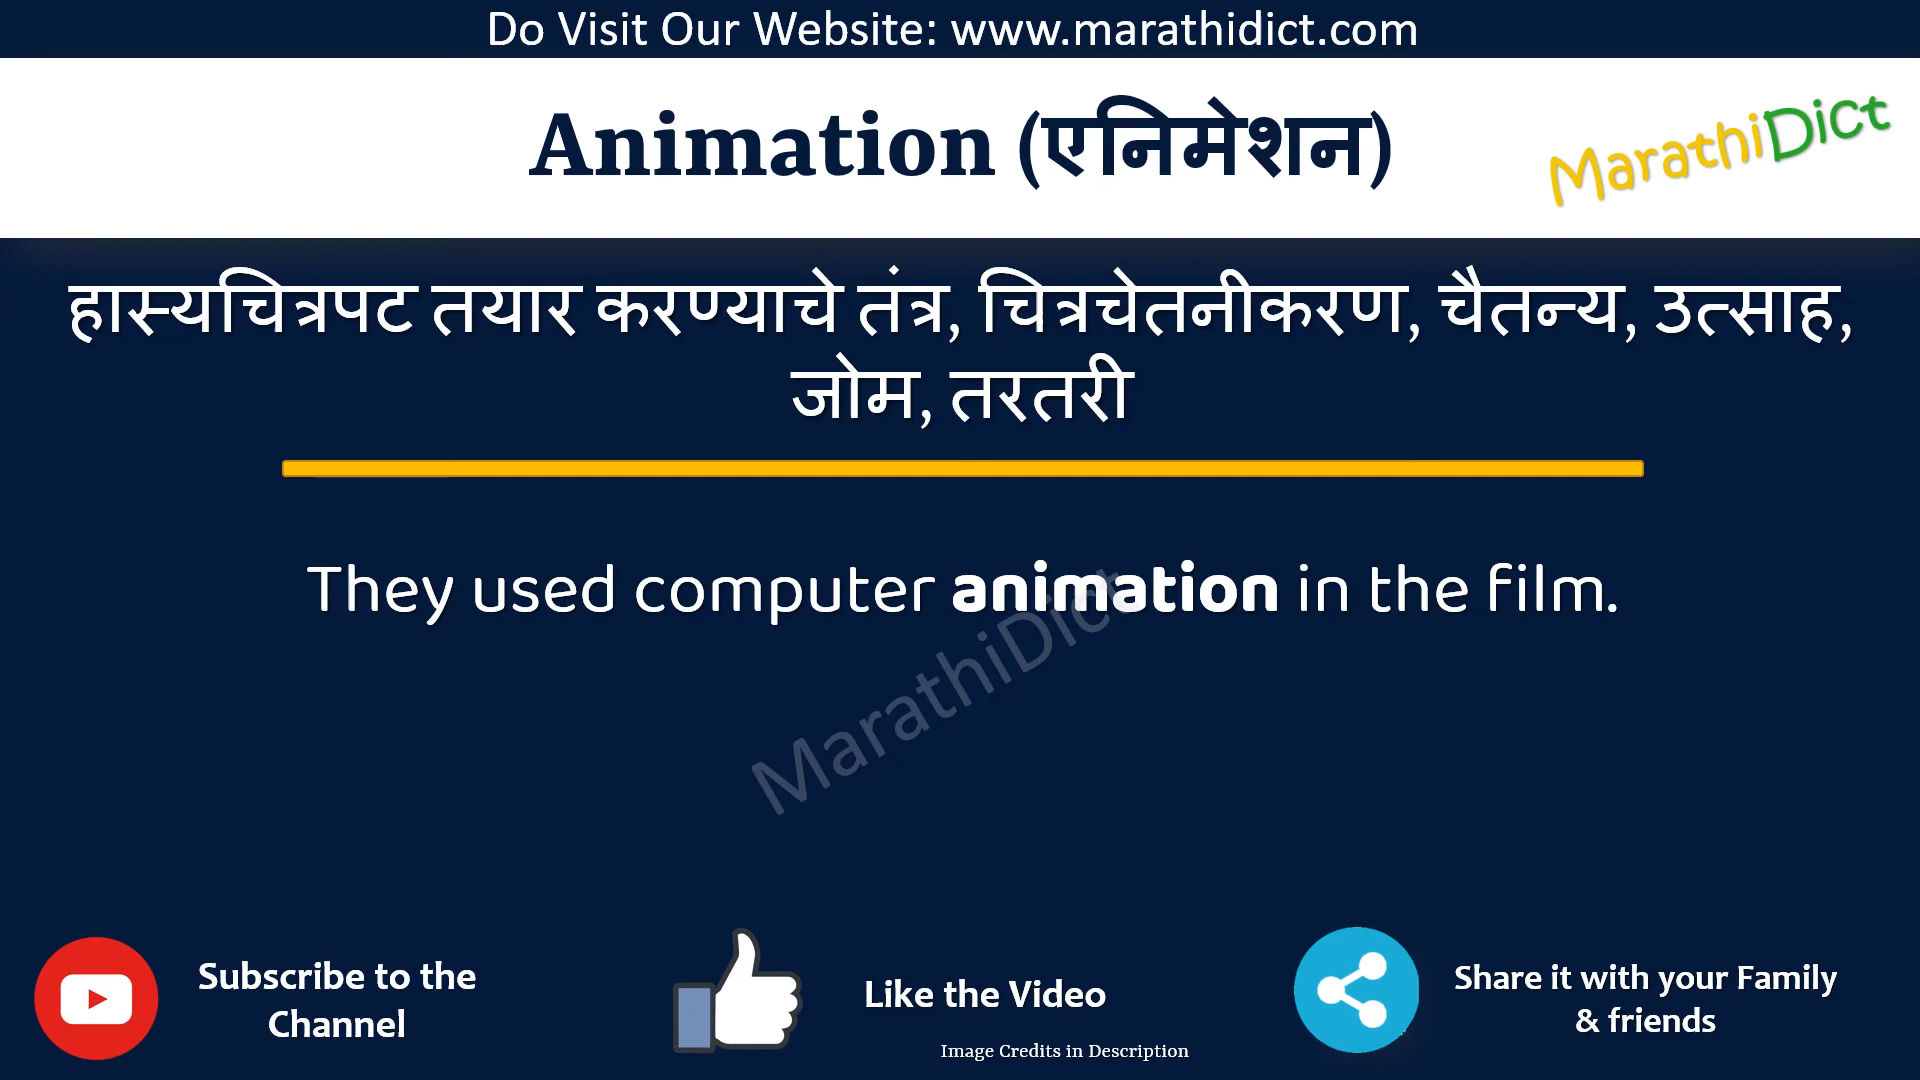 Do Visit Our Website: www.marathidict.com
Animation (एनिमेशन)
MarathiDict
हास्यचित्रपट तयार करण्याचे तंत्र, चित्रचेतनीकरण, चैतन्य, उत्साह,
जोम, तरतरी
They used computer animation in the film.
MarathiDict
Subscribe to the
Channel
Like the Video
Share it with your Family
& friends
Image Credits in Description